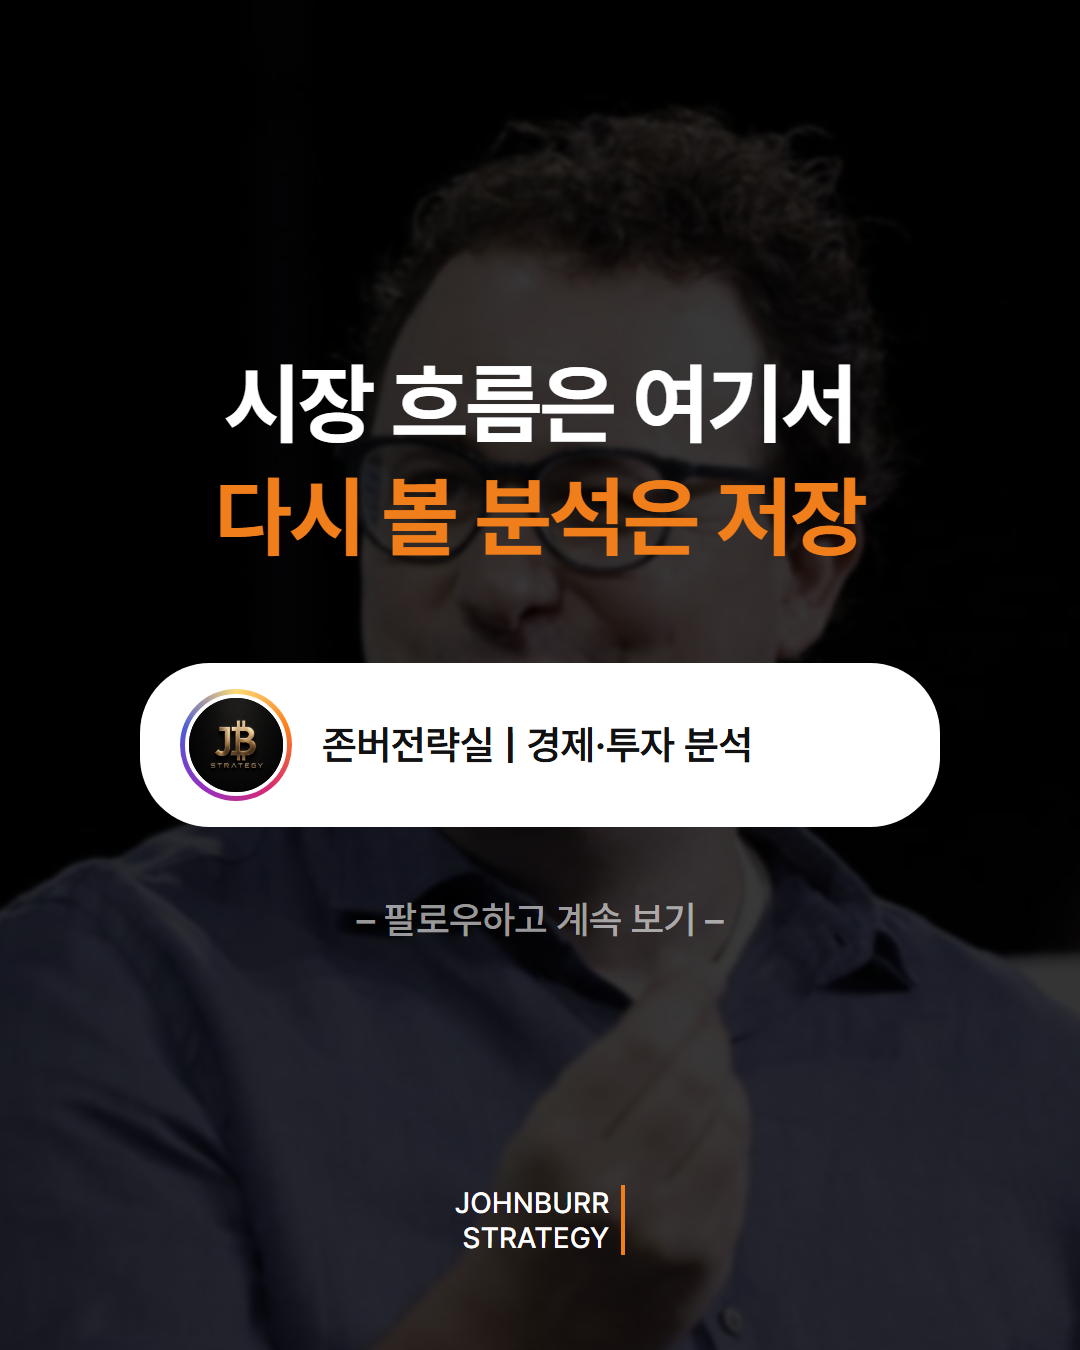 시장 흐름은 여기서
다시 볼 분석은 저장
JB
STRATEGY
존버전략실 | 경제·투자 분석
– 팔로우하고 계속 보기 –
JOHNBURR
STRATEGY